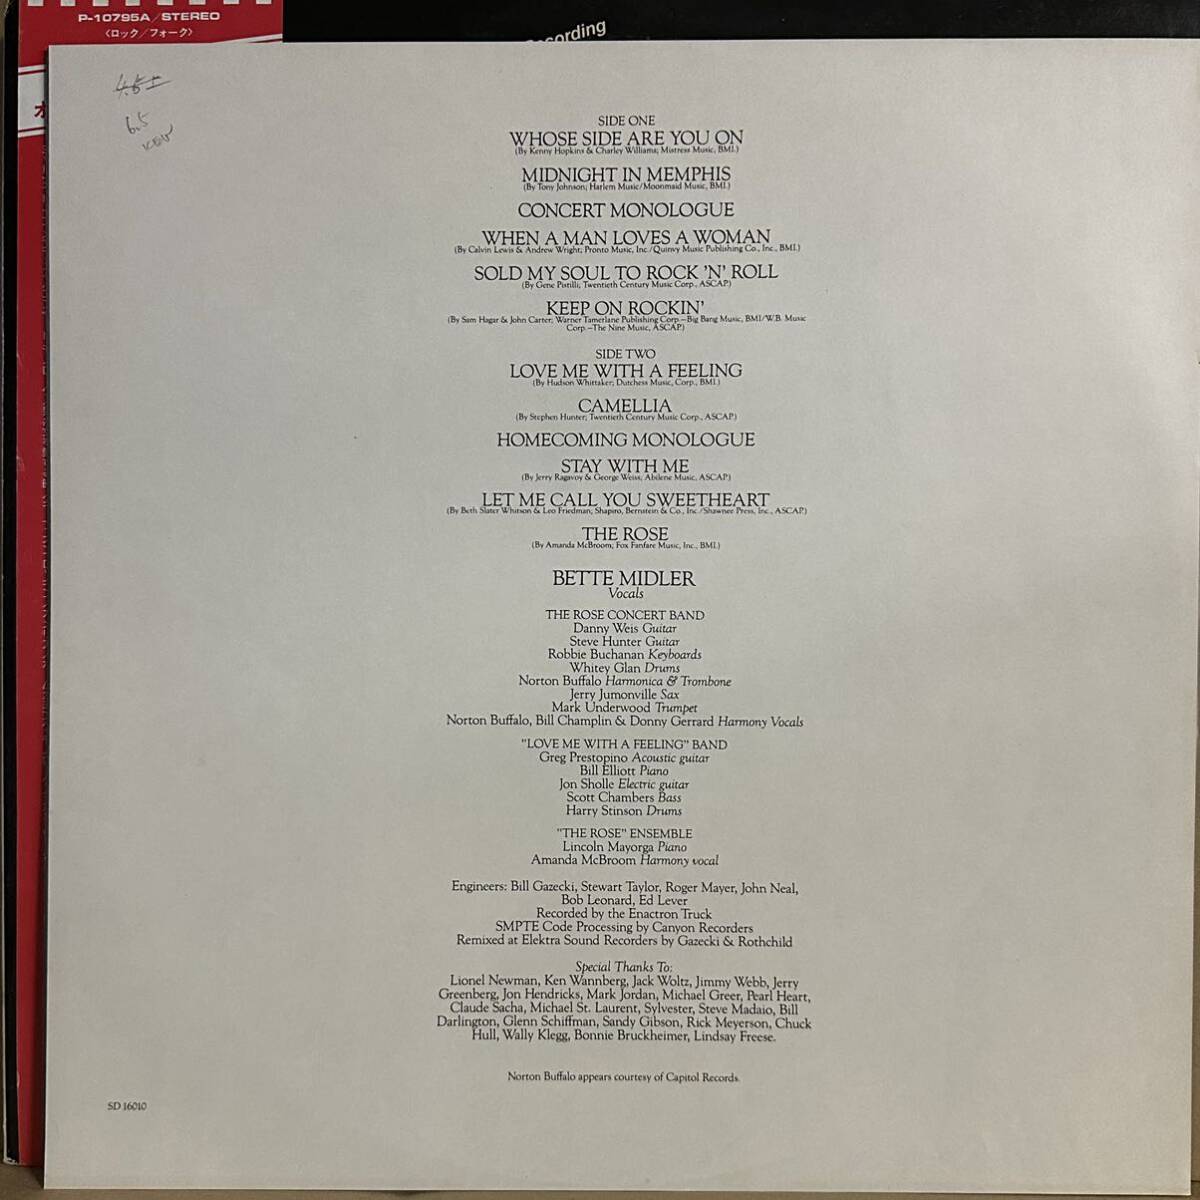 P-10795A/STEREO
〈ロック/フォーク〉
ording
6.5
SIDE ONE
WHOSE SIDE ARE YOU ON
(By Kenny Hopkins & Charley Williams; Mistress Music, BMI.)
MIDNIGHT IN MEMPHIS
(By Tony Johnson; Harlem Music/Moonmaid Music, BMI.)
CONCERT MONOLOGUE
WHEN A MAN LOVES A WOMAN
(By Calvin Lewis & Andrew Wright; Pronto Music, Inc./Quinvy Music Publishing Co., Inc., BMI.)
SOLD MY SOUL TO ROCK 'N' ROLL
(By Gene Pistilli; Twentieth Century Music Corp., ASCAP.)
KEEP ON ROCKIN'
(By Sam Hagar & John Carter; Warner Tamerlane Publishing Corp.—Big Bang Music, BMI/W.B. Music
Corp.—The Nine Music, ASCAP.)
SIDE TWO
LOVE ME WITH A FEELING
(By Hudson Whittaker; Dutchess Music, Corp., BMI.)
CAMELLIA
(By Stephen Hunter; Twentieth Century Music Corp., ASCAP.)
HOMECOMING MONOLOGUE
STAY WITH ME
(By Jerry Ragavoy & George Weiss; Abilene Music, ASCAP.)
LET ME CALL YOU SWEETHEART
(By Beth Slater Whitson & Leo Friedman; Shapiro, Bernstein & Co., Inc./Shawnee Press, Inc., ASCAP.)
THE ROSE
(By Amanda McBroom; Fox Fanfare Music, Inc., BMI.)
BETTE MIDLER
Vocals
THE ROSE CONCERT BAND
Danny Weis Guitar
Steve Hunter Guitar
Robbie Buchanan Keyboards
Whitey Glan Drums
Norton Buffalo Harmonica & Trombone
Jerry Jumonville Sax
Mark Underwood Trumpet
Norton Buffalo, Bill Champlin & Donny Gerrard Harmony Vocals
"LOVE ME WITH A FEELING" BAND
Greg Prestopino Acoustic guitar
Bill Elliott Piano
Jon Sholle Electric guitar
Scott Chambers Bass
Harry Stinson Drums
"THE ROSE" ENSEMBLE
Lincoln Mayorga Piano
Amanda McBroom Harmony vocal
Engineers: Bill Gazecki, Stewart Taylor, Roger Mayer, John Neal,
Bob Leonard, Ed Lever
Recorded by the Enactron Truck
SMPTE Code Processing by Canyon Recorders
Remixed at Elektra Sound Recorders by Gazecki & Rothchild
Special Thanks To:
Lionel Newman, Ken Wannberg, Jack Woltz, Jimmy Webb, Jerry
Greenberg, Jon Hendricks, Mark Jordan, Michael Greer, Pearl Heart,
Claude Sacha, Michael St. Laurent, Sylvester, Steve Madaio, Bill
Darlington, Glenn Schiffman, Sandy Gibson, Rick Meyerson, Chuck
Hull, Wally Klegg, Bonnie Bruckheimer, Lindsay Freese.
Norton Buffalo appears courtesy of Capitol Records.
SD 16010